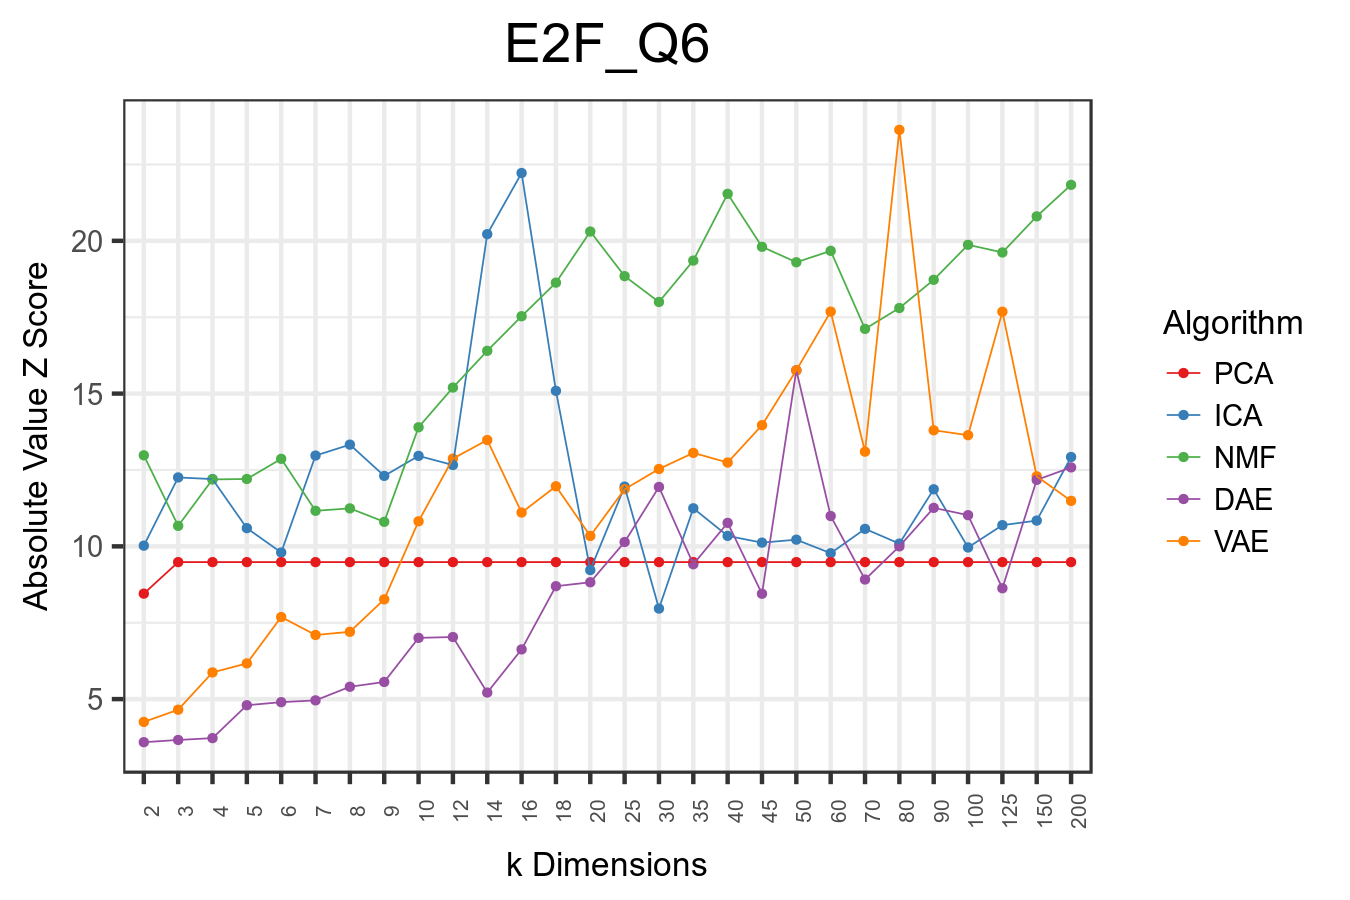 E2F_Q6
Absolute Value Z Score
20
15
10
5
2 3 4 5 6 7 8 9 10 12 14 16 18 20 25 30 35 40 45 50 60 70 80 90 100 125 150 200
k Dimensions
Algorithm
PCA
ICA
NMF
DAE
VAE